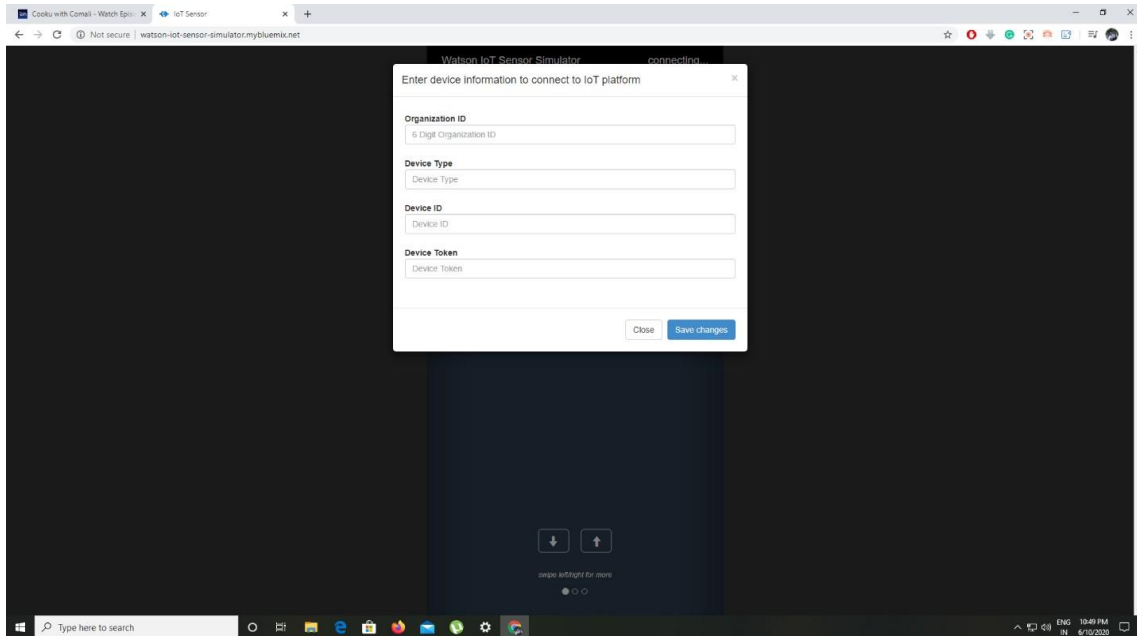 Cooku with Comali - Watch Epis
IoT Sensor
Not secure | watson-iot-sensor-simulator.mybluemix.net
Watson IoT Sensor Simulator
connecting...
Enter device information to connect to IoT platform
Organization ID
6 Digit Organization ID
Device Type
Device Type
Device ID
Device ID
Device Token
Device Token
Close
Save changes
swipe left/right for more
Type here to search
ENG
IN
10:49 PM
6/10/2020